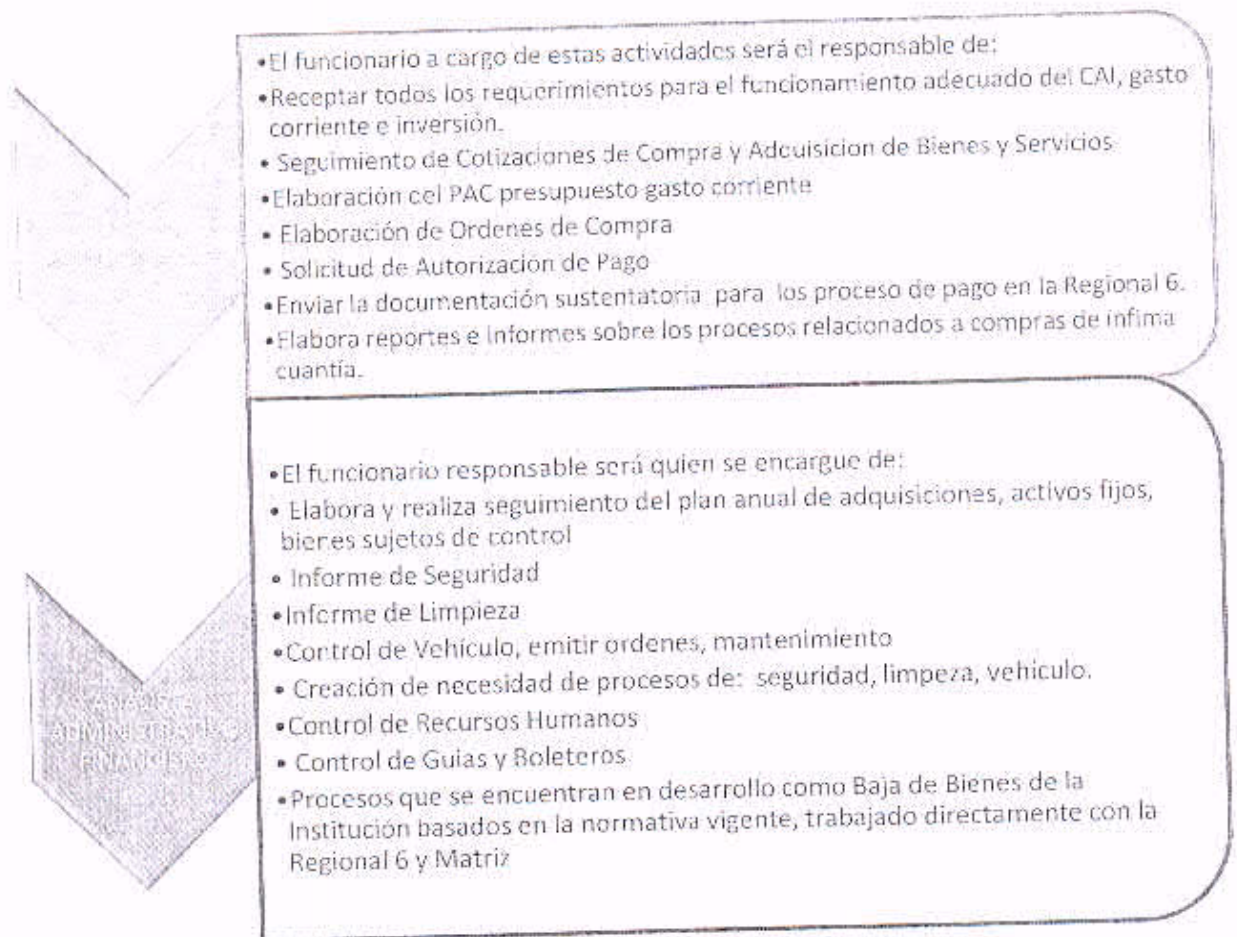 •El funcionario a cargo de estas actividades será el responsable de:
•Receptar todos los requerimientos para el funcionamiento adecuado del CAI, gasto
corriente e inversión.
• Seguimiento de Cotizaciones de Compra y Adquisicion de Bienes y Servicios
•Elaboración del PAC presupuesto gasto corriente
• Elaboración de Ordenes de Compra
• Solicitud de Autorización de Pago
•Enviar la documentación sustentatoria para los proceso de pago en la Regional 6.
•Elabora reportes e Informes sobre los procesos relacionados a compras de ínfima
cuantía.
•El funcionario responsable será quien se encargue de:
• Elabora y realiza seguimiento del plan anual de adquisiciones, activos fijos,
bienes sujetos de control
• Informe de Seguridad
•Informe de Limpieza
•Control de Vehículo, emitir ordenes, mantenimiento
• Creación de necesidad de procesos de: seguridad, limpeza, vehiculo.
•Control de Recursos Humanos
• Control de Guias y Boleteros
•Procesos que se encuentran en desarrollo como Baja de Bienes de la
Institución basados en la normativa vigente, trabajado directamente con la
Regional 6 y Matriz
ANALISTA
ADMINISTRATIVO
FINANCIERO